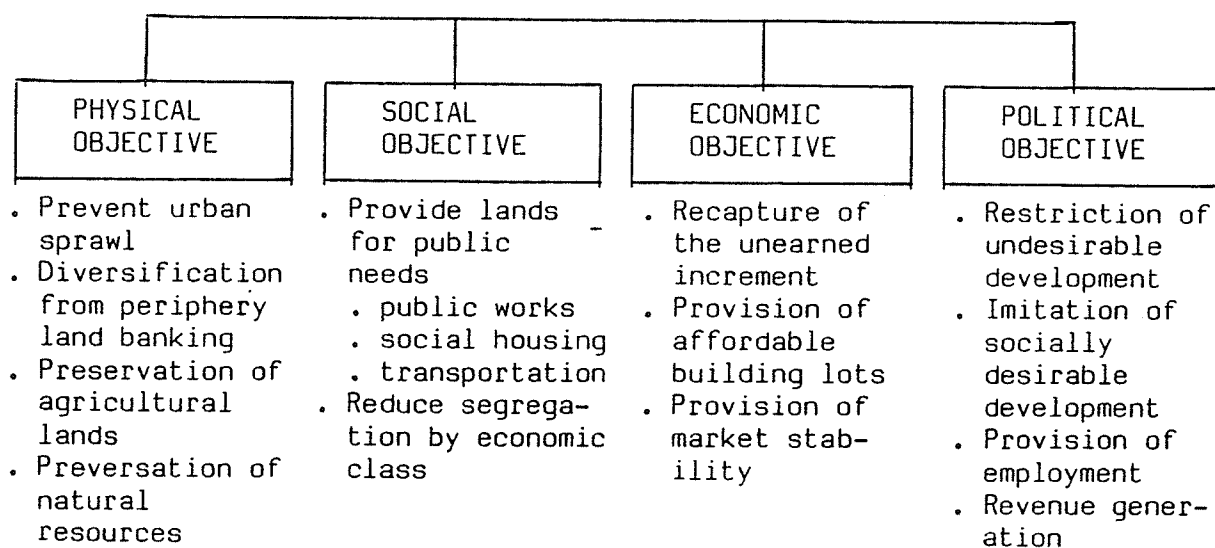 PHYSICAL
OBJECTIVE
. Prevent urban
sprawl
. Diversification
from periphery
land banking
. Preservation of
agricultural
lands
. Preversation of
natural
resources
SOCIAL
OBJECTIVE
. Provide lands
for public
needs
. public works
. social housing
. transportation
. Reduce segrega-
tion by economic
class
ECONOMIC
OBJECTIVE
. Recapture of
the unearned
increment
. Provision of
affordable
building lots
. Provision of
market stab-
ility
POLITICAL
OBJECTIVE
. Restriction of
undesirable
development
. Imitation of
socially
desirable
development
. Provision of
employment
. Revenue gener-
ation